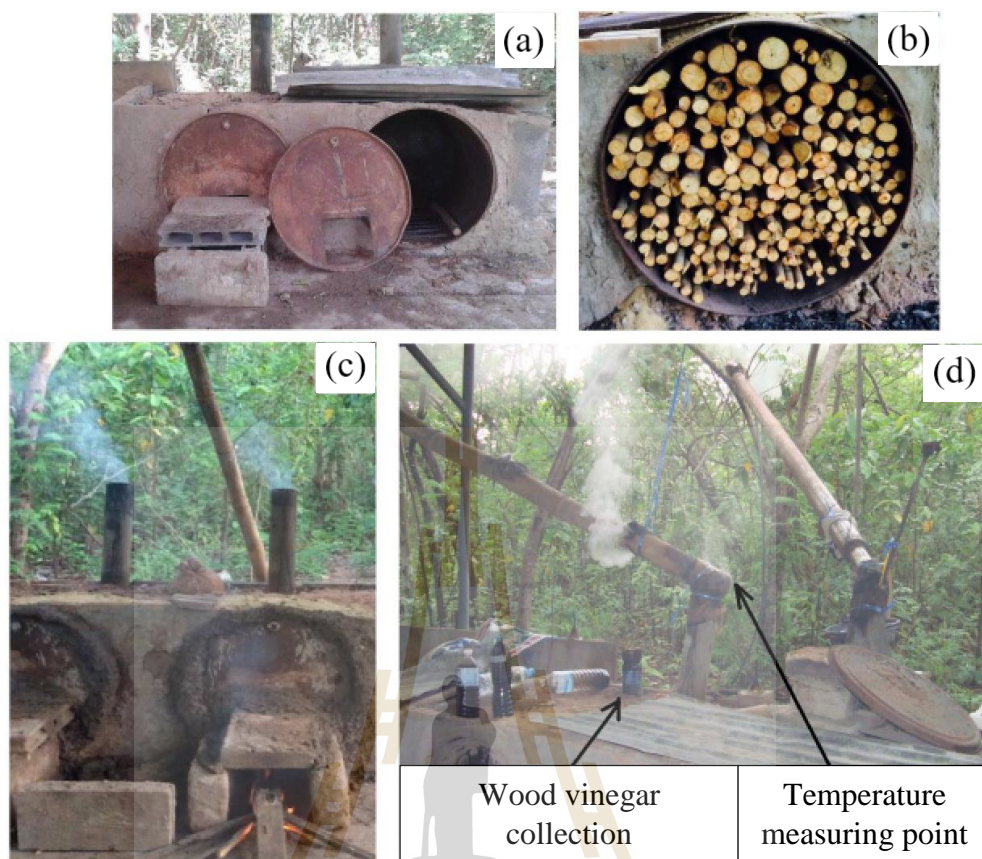 (a)
(b)
(c)
(d)
Wood vinegar
collection
Temperature
measuring point